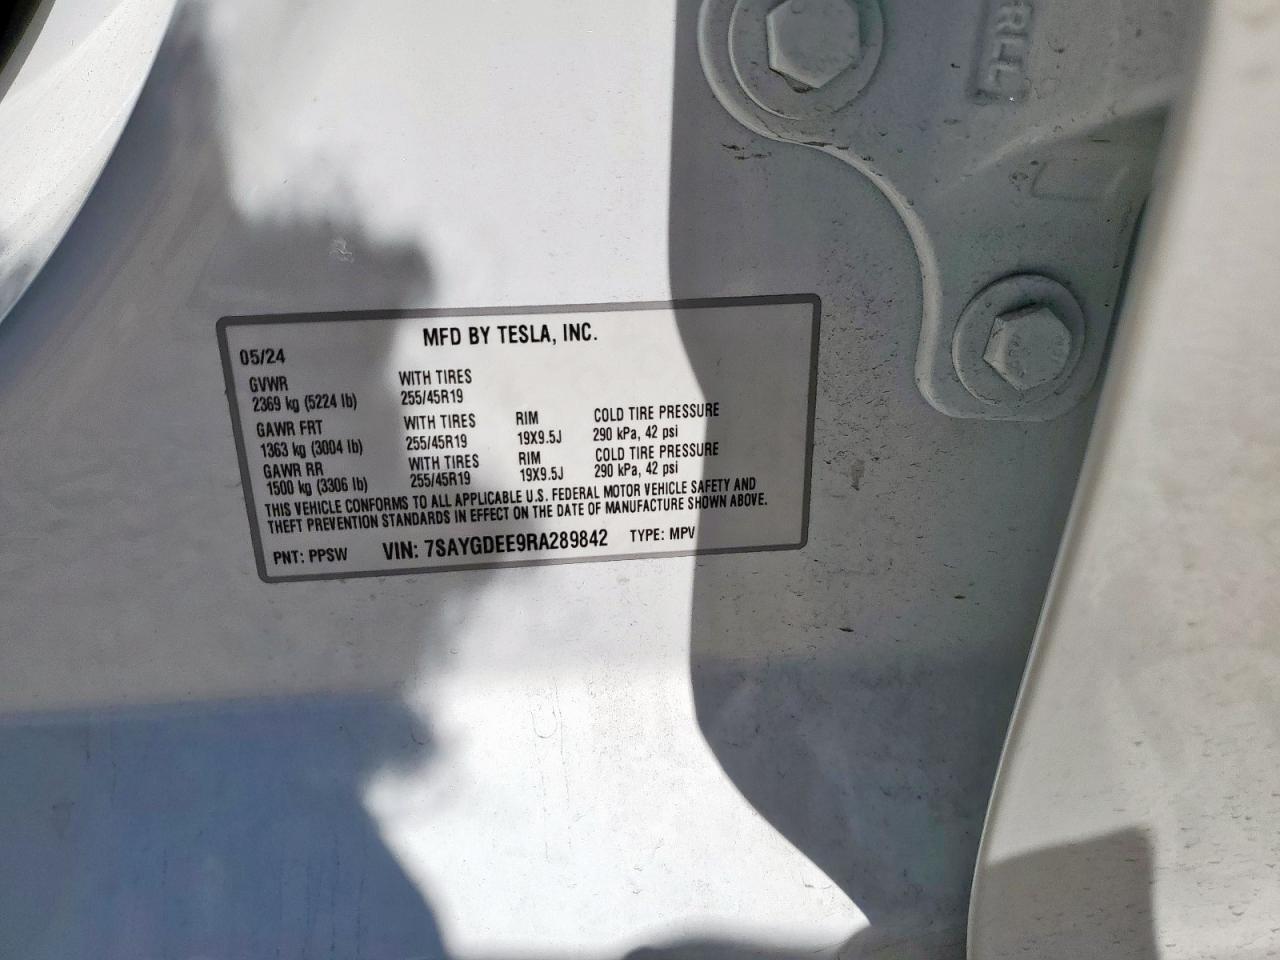 RLL
MFD BY TESLA, INC.
05/24
GVWR WITH TIRES
2369 kg (5224 lb) 255/45R19
GAWR FRT WITH TIRES RIM COLD TIRE PRESSURE
1363 kg (3004 lb) 255/45R19 19X9.5J 290 kPa, 42 psi
GAWR RR WITH TIRES RIM COLD TIRE PRESSURE
1500 kg (3306 lb) 255/45R19 19X9.5J 290 kPa, 42 psi
THIS VEHICLE CONFORMS TO ALL APPLICABLE U.S. FEDERAL MOTOR VEHICLE SAFETY AND
THEFT PREVENTION STANDARDS IN EFFECT ON THE DATE OF MANUFACTURE SHOWN ABOVE.
PNT: PPSW VIN: 7SAYGDEE9RA289842 TYPE: MPV